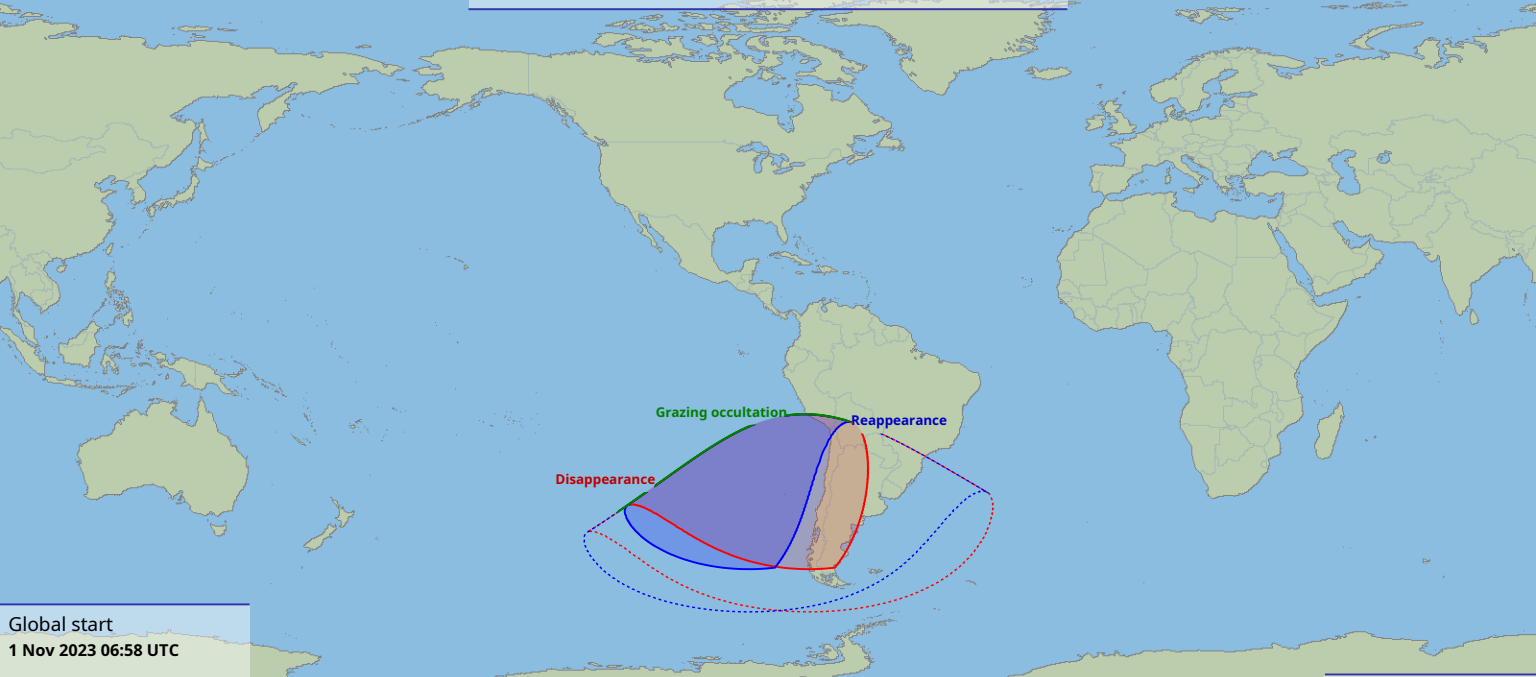 Grazing occultation
Reappearance
Disappearance
Global start
1 Nov 2023 06:58 UTC